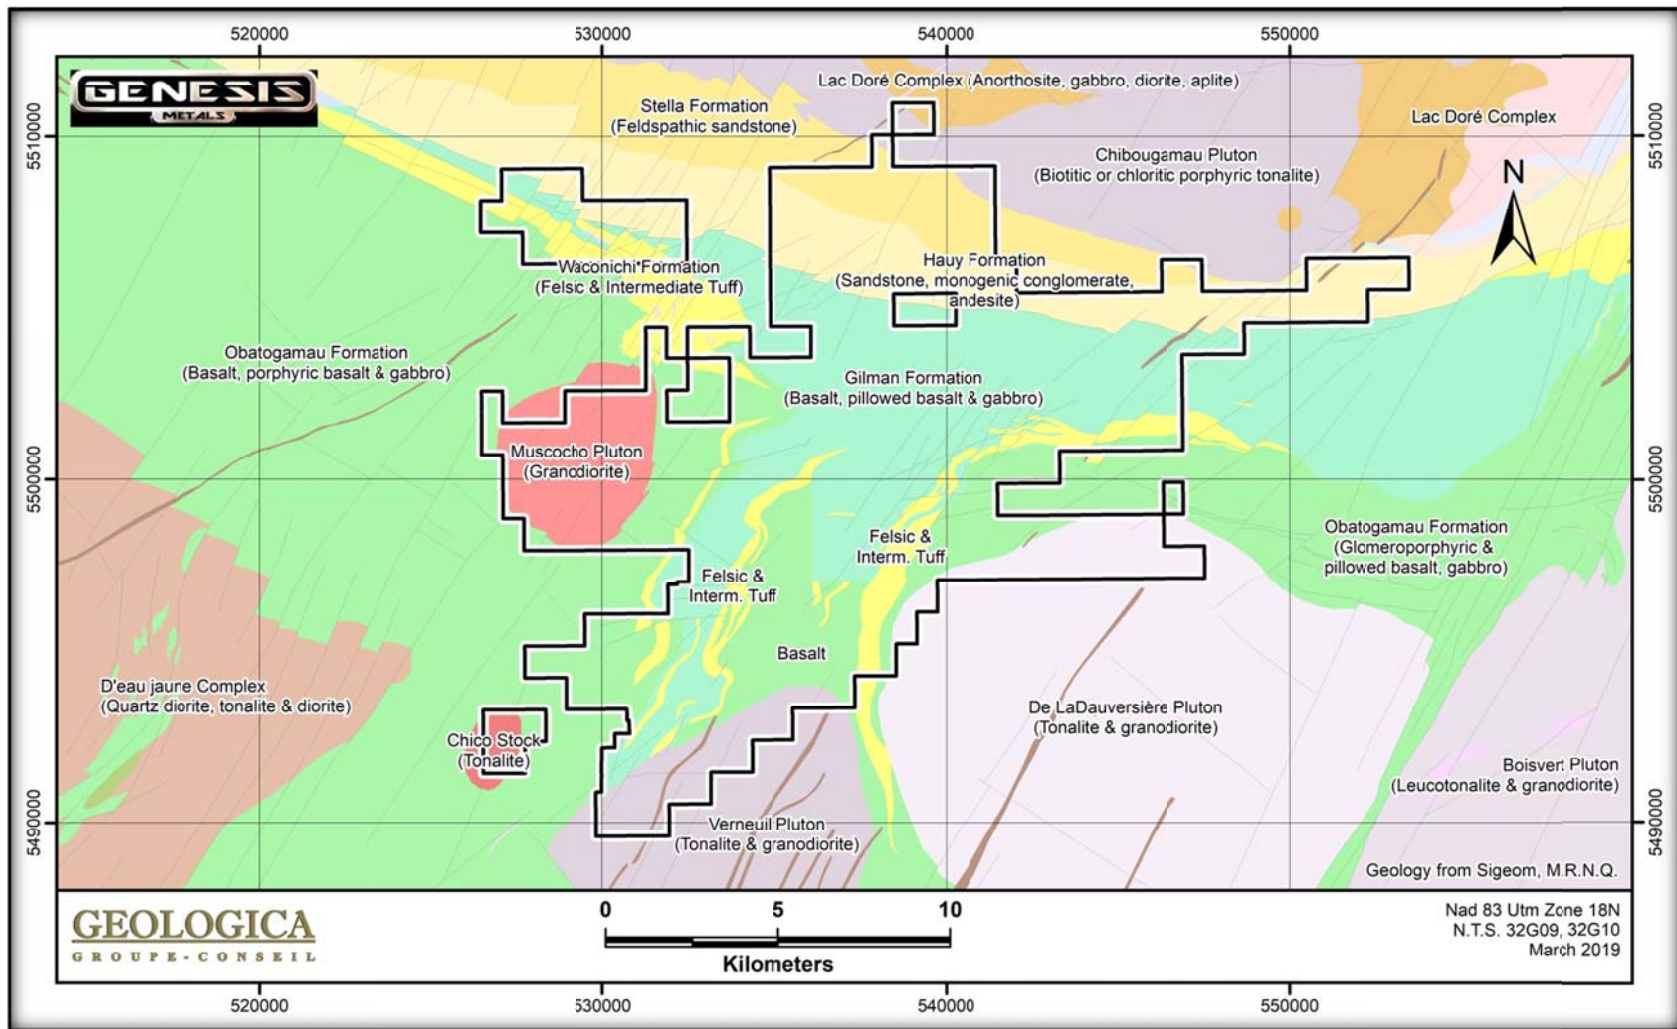 520000
530000
540000
550000
GENESIS
METALS
Lac Doré Complex (Anorthosite, gabbro, diorite, aplite)
Stella Formation
(Feldspathic sandstone)
Lac Doré Complex
5510000
5510000
Chibougamau Pluton
(Biotitic or chloritic porphyric tonalite)
N
Waconichi Formation
(Felsic & Intermediate Tuff)
Hauy Formation
(Sandstone, monogenic conglomerate,
andesite)
Obatogamau Formation
(Basalt, porphyric basalt & gabbro)
Gilman Formation
(Basalt, pillowed basalt & gabbro)
Muscocho Pluton
(Granodiorite)
5500000
5500000
Felsic &
Interm. Tuff
Obatogamau Formation
(Glomeroporphyric &
pillowed basalt, gabbro)
Felsic &
Interm. Tuff
Basalt
D'eau jaune Complex
(Quartz diorite, tonalite & diorite)
De LaDauversière Pluton
(Tonalite & granodiorite)
Chico Stock
(Tonalite)
Boisvert Pluton
(Leucotonalite & granodiorite)
5490000
5490000
Verneuil Pluton
(Tonalite & granodiorite)
Geology from Sigeom, M.R.N.Q.
GEOLOGICA
GROUPE-CONSEIL
0
5
10
Kilometers
Nad 83 Utm Zone 18N
N.T.S. 32G09, 32G10
March 2019
520000
530000
540000
550000